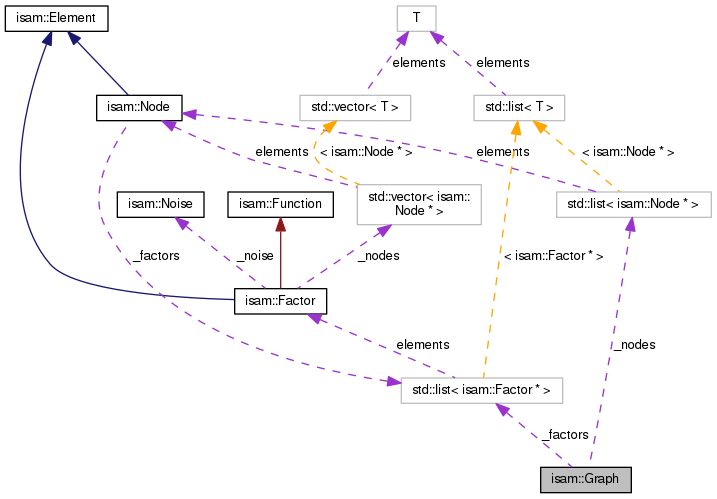 isam::Element
T
elements
elements
isam::Node
std::vector< T >
std::list< T >
elements
< isam::Node * >
elements
< isam::Node * >
isam::Noise
isam::Function
std::vector< isam::
Node * >
std::list< isam::Node * >
_factors
_noise
_nodes
< isam::Factor * >
isam::Factor
elements
_nodes
std::list< isam::Factor * >
_factors
isam::Graph